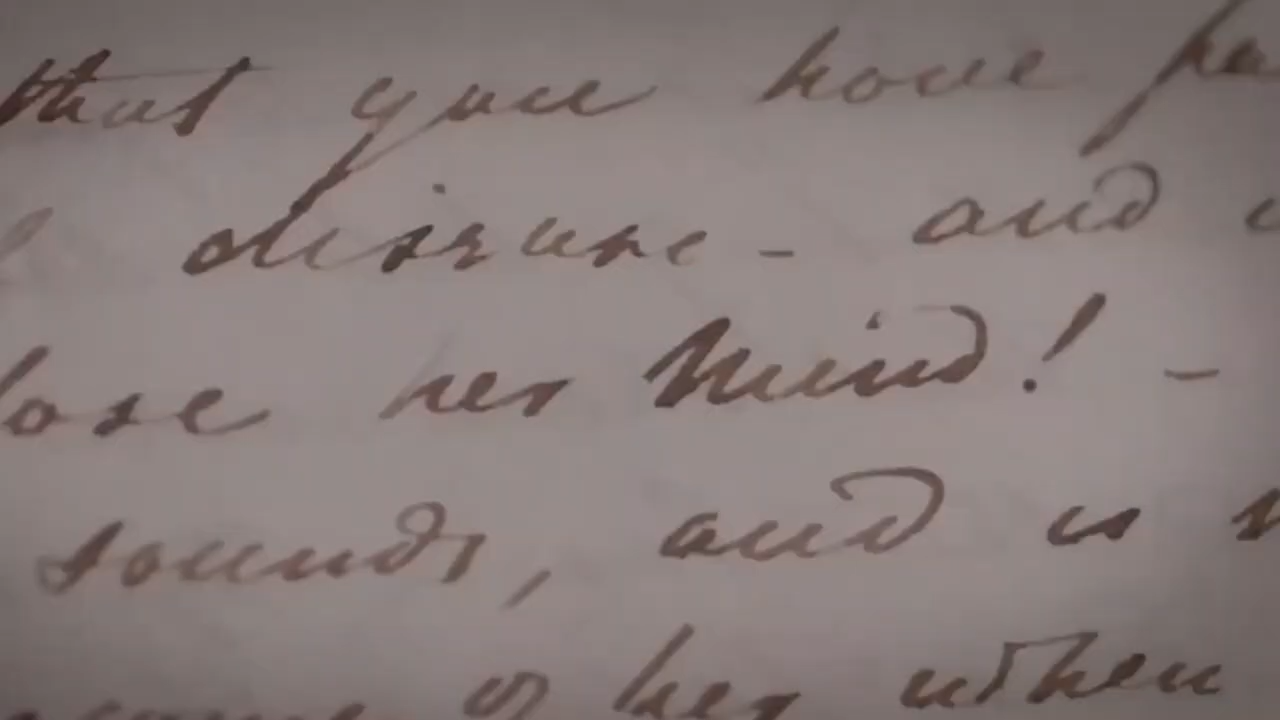 that you have
disease - and
lose her Mind! -
sounds, and is
of her when